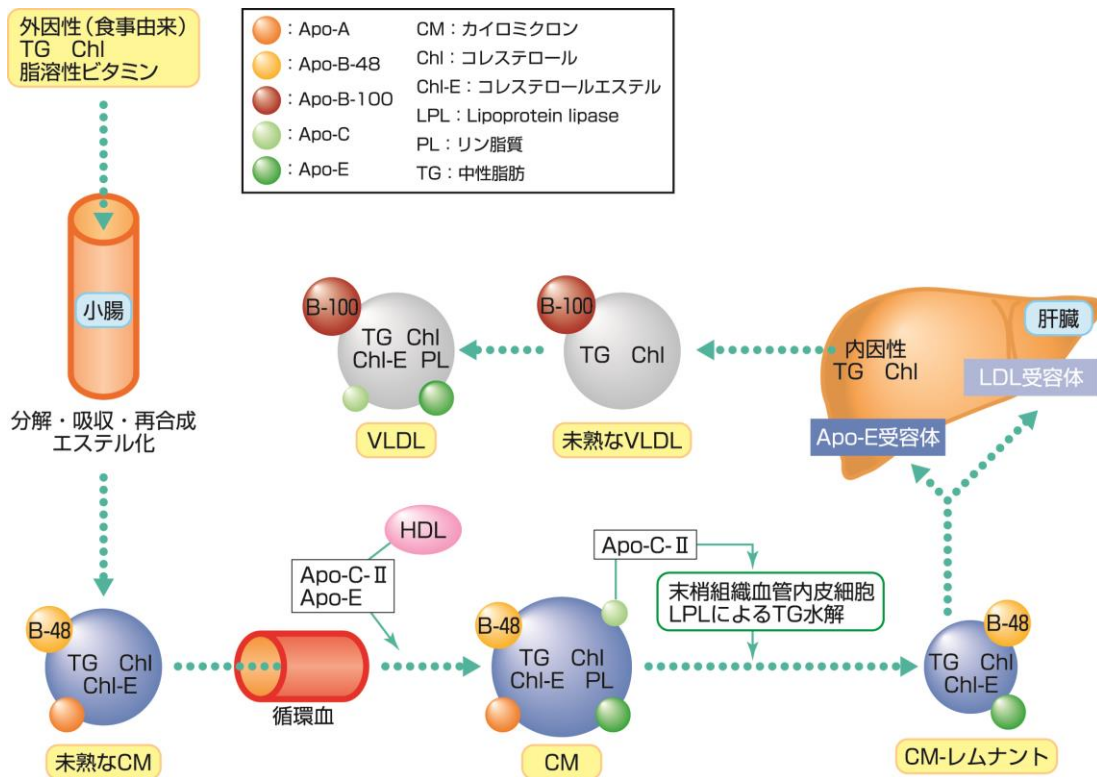 外因性(食事由来)
TG Chl
脂溶性ビタミン
:Apo-A
:Apo-B-48
:Apo-B-100
:Apo-C
:Apo-E
CM:カイロミクロン
Chl:コレステロール
Chl-E:コレステロールエステル
LPL:Lipoprotein lipase
PL:リン脂質
TG:中性脂肪
小腸
分解・吸収・再合成
エステル化
B-100
TG Chl
Chl-E PL
VLDL
B-100
TG Chl
未熟なVLDL
肝臓
内因性
TG Chl
LDL受容体
Apo-E受容体
HDL
Apo-C-Ⅱ
Apo-E
Apo-C-Ⅱ
末梢組織血管内皮細胞
LPLによるTG水解
B-48
TG Chl
Chl-E
未熟なCM
循環血
B-48
TG Chl
Chl-E PL
CM
B-48
TG Chl
Chl-E
CM-レムナント